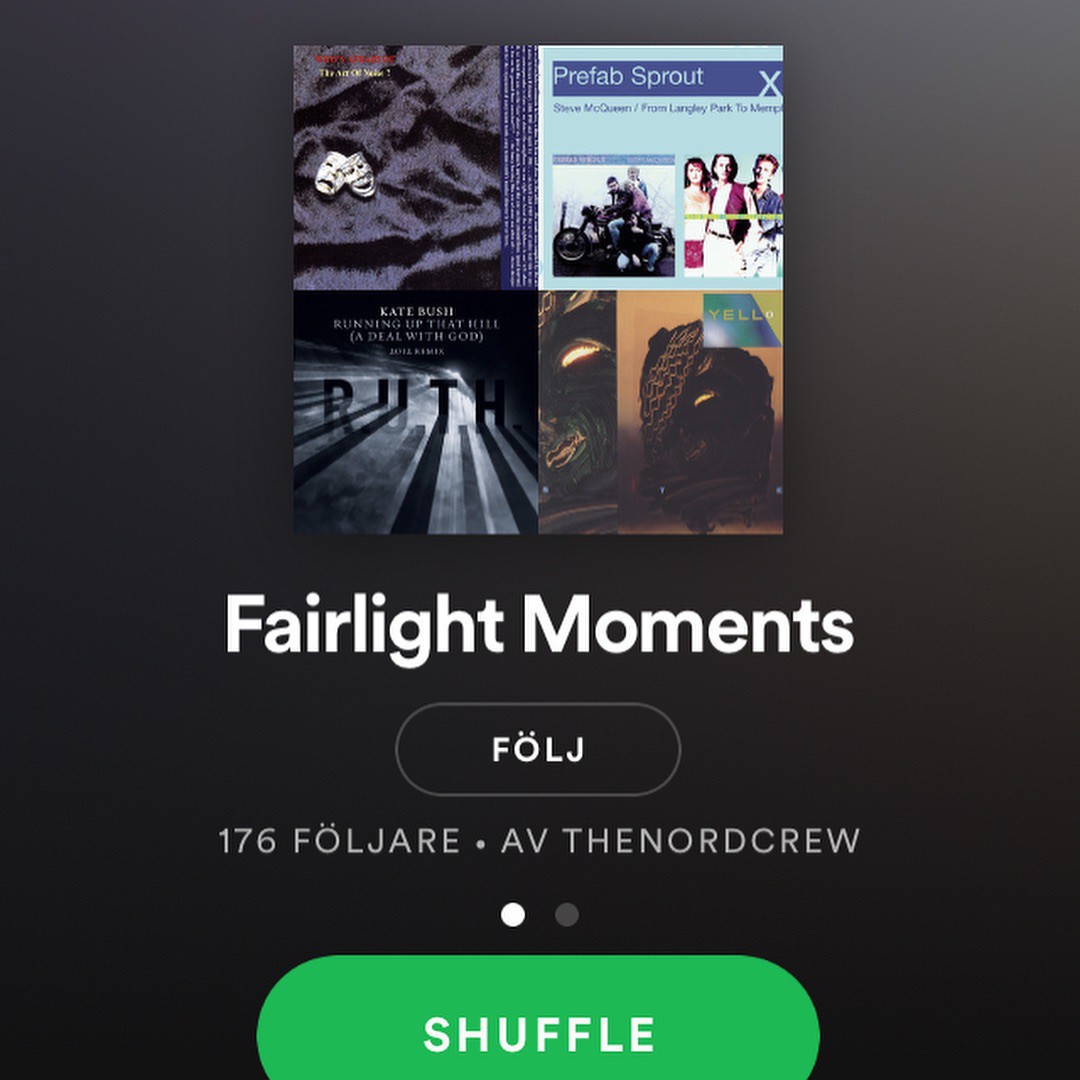 The Art Of Noise ?
Prefab Sprout
X
Steve McQueen / From Langley Park To Memp
KATE BUSH
RUNNING UP THAT HILL
(A DEAL WITH GOD)
2012 REMIX
R.U.T.H.
YELLO
Fairlight Moments
FÖLJ
176 FÖLJARE • AV THENORDCREW
SHUFFLE